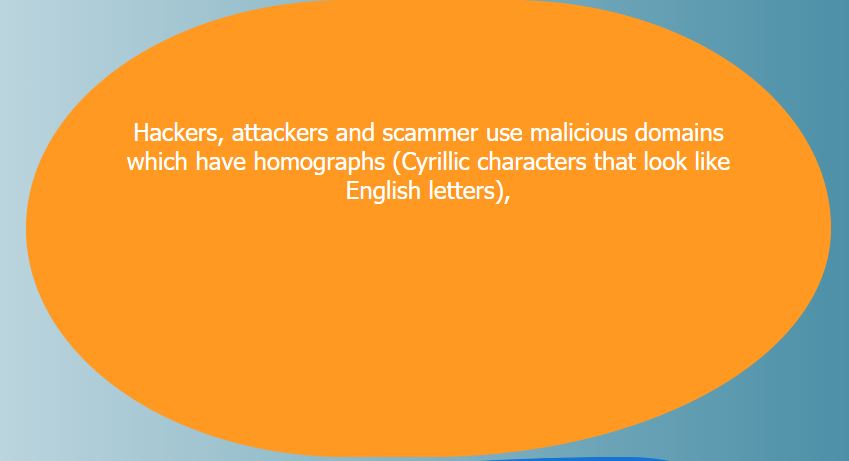 Hackers, attackers and scammer use malicious domains
which have homographs (Cyrillic characters that look like
English letters),